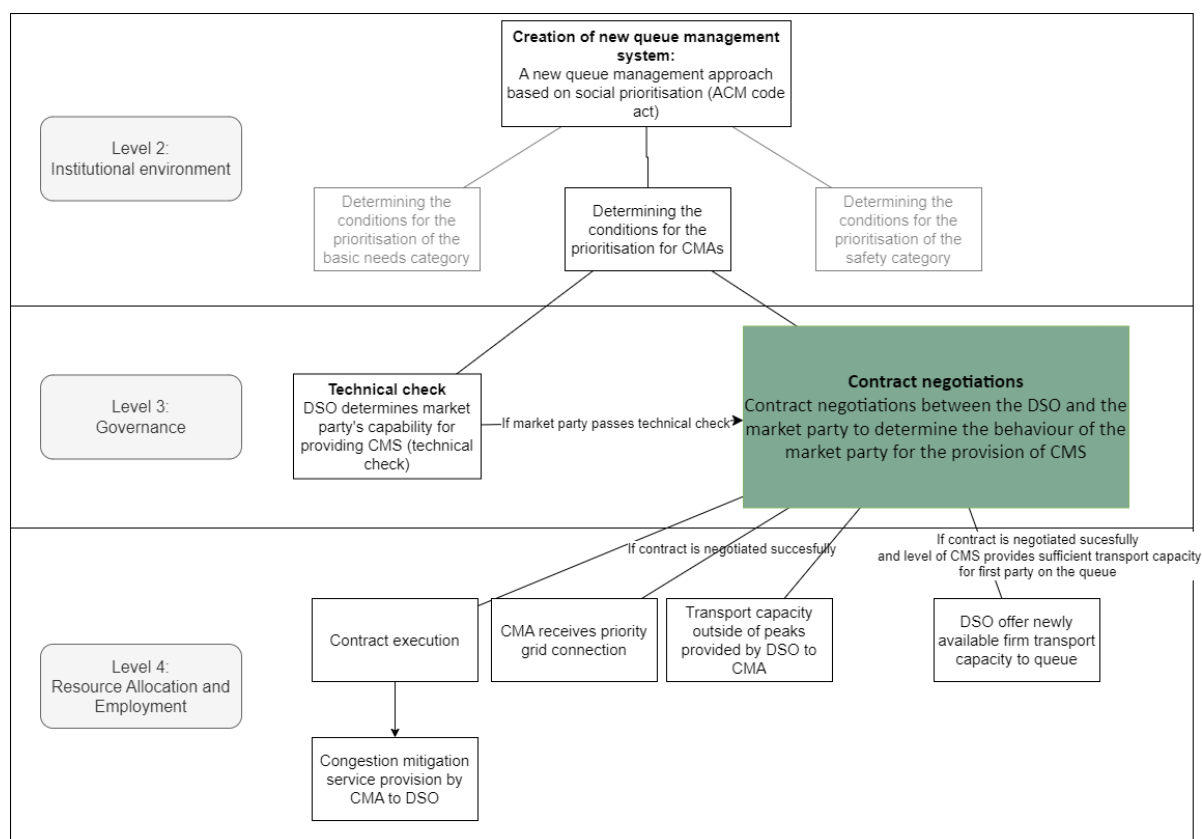 Creation of new queue management
system:
A new queue management approach
based on social prioritisation (ACM code
act)
Level 2:
Institutional environment
Determining the
conditions for the
prioritisation of the
basic needs category
Determining the
conditions for the
prioritisation for CMAs
Determining the
conditions for the
prioritisation of the
safety category
Level 3:
Governance
Technical check
DSO determines market
party's capability for
providing CMS (technical
check)
If market party passes technical check
Contract negotiations
Contract negotiations between the DSO and the
market party to determine the behaviour of the
market party for the provision of CMS
If contract is negotiated succesfully
If contract is negotiated sucesfully
and level of CMS provides sufficient transport capacity
for first party on the queue
Level 4:
Resource Allocation and
Employment
Contract execution
CMA receives priority
grid connection
Transport capacity
outside of peaks
provided by DSO to
CMA
DSO offer newly
available firm transport
capacity to queue
Congestion mitigation
service provision by
CMA to DSO